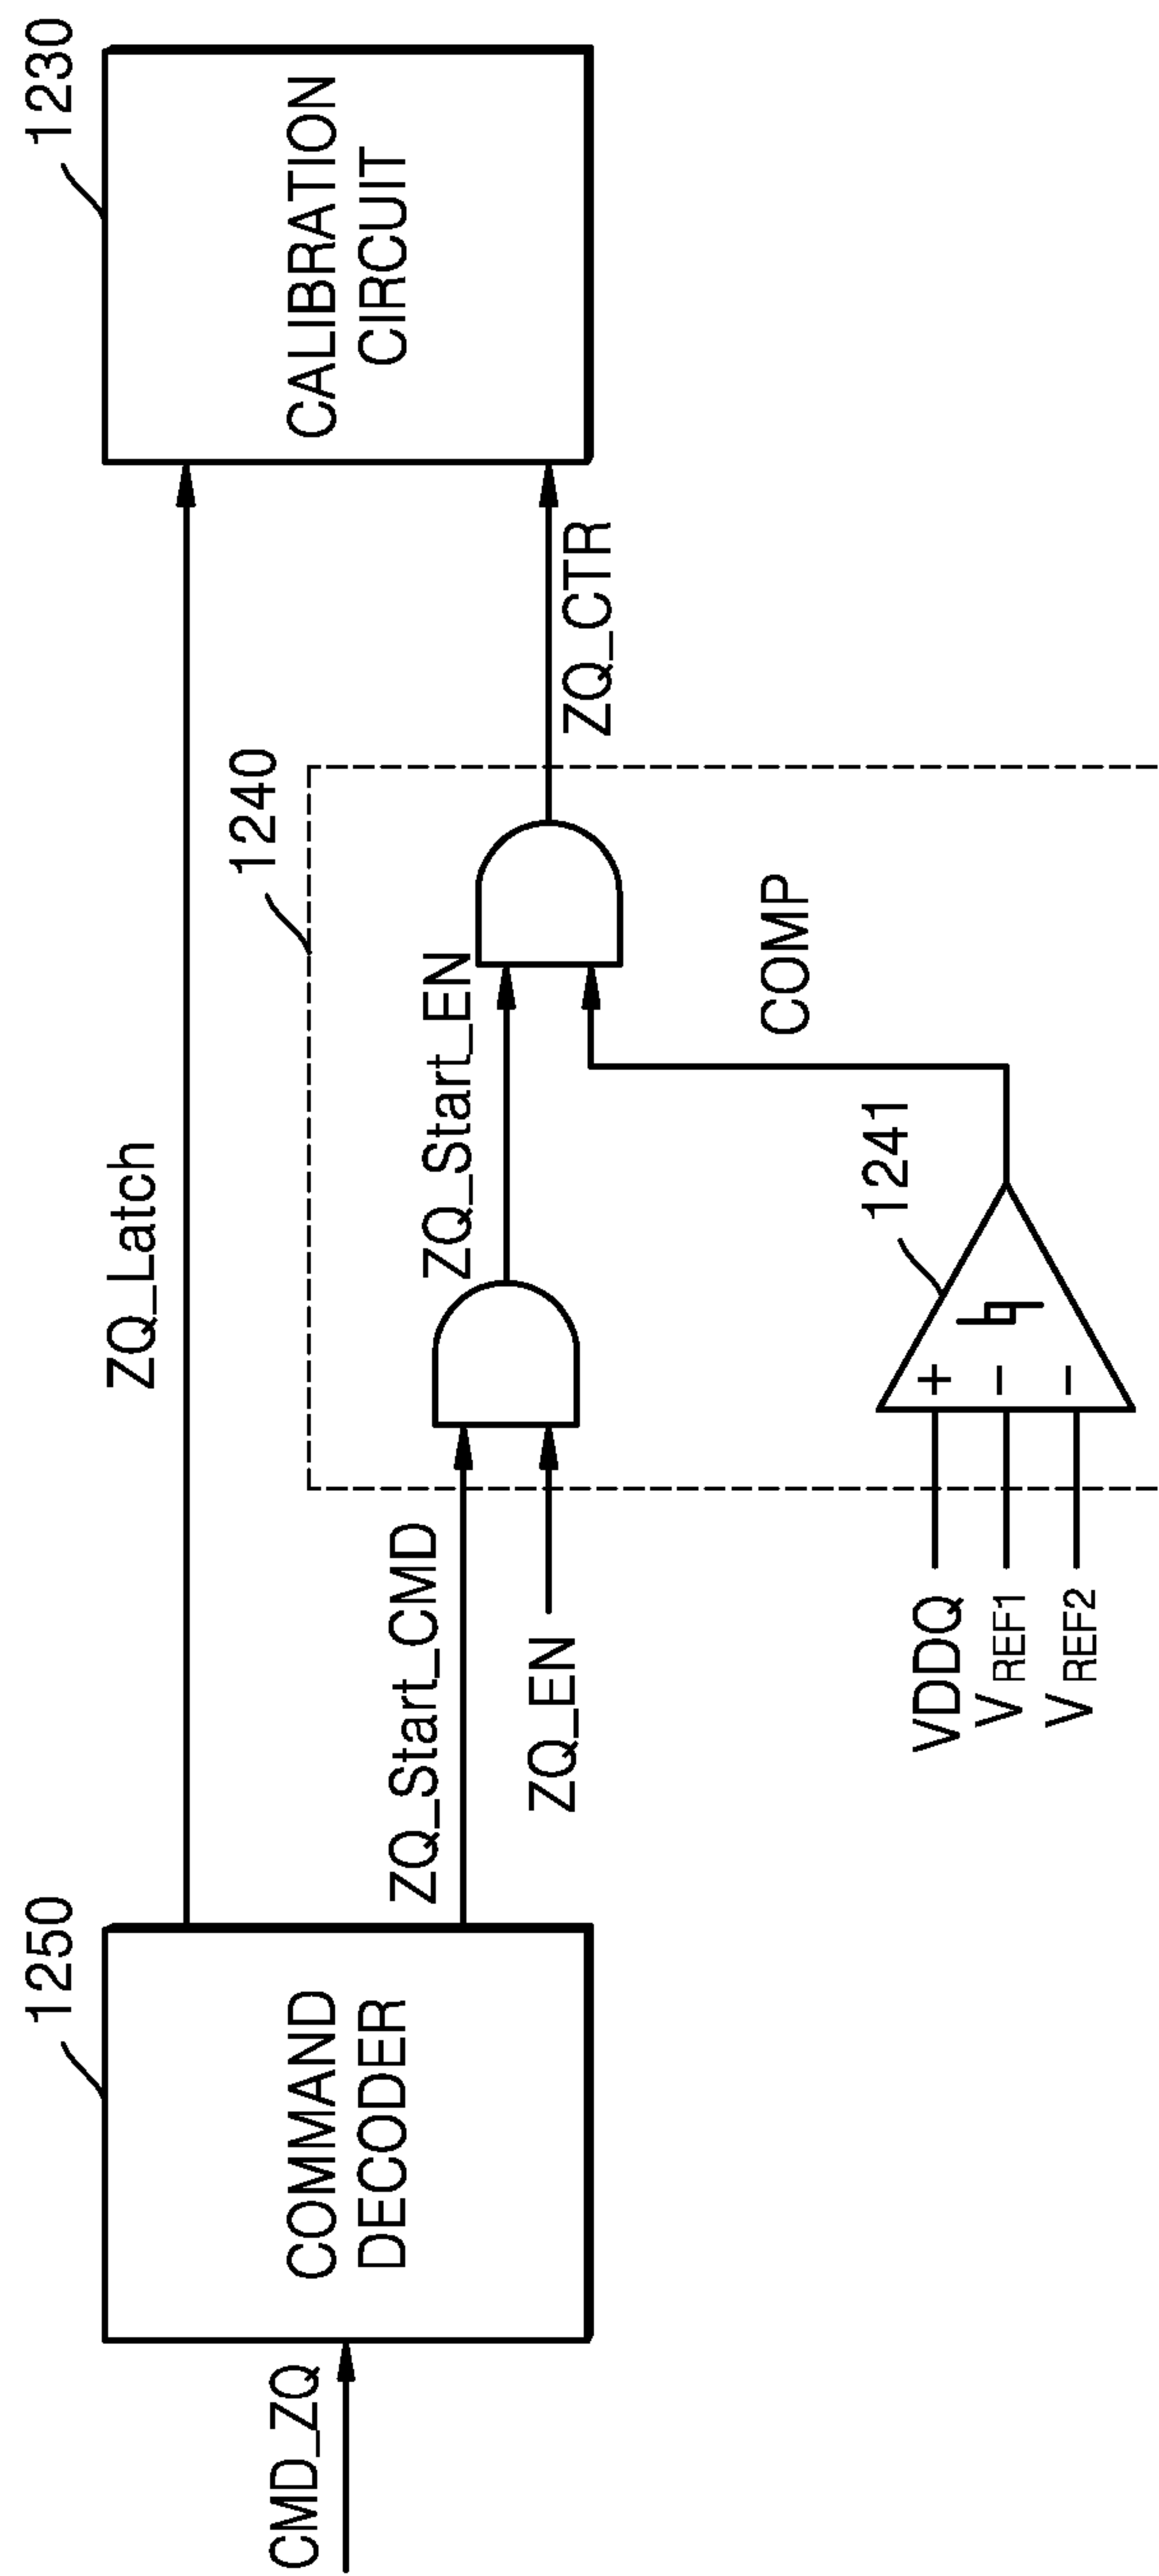 1250
1230
CMD_ZQ
COMMAND
DECODER
ZQ_Latch
CALIBRATION
CIRCUIT
1240
ZQ_Start_CMD
ZQ_EN
ZQ_Start_EN
ZQ_CTR
COMP
1241
VDDQ
VREF1
VREF2
+
−
−